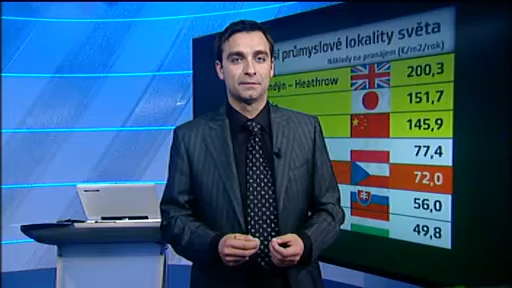 í průmyslové lokality světa
Náklady na pronájem (€/m2/rok)
ndýn – Heathrow 200,3
151,7
145,9
77,4
72,0
56,0
49,8